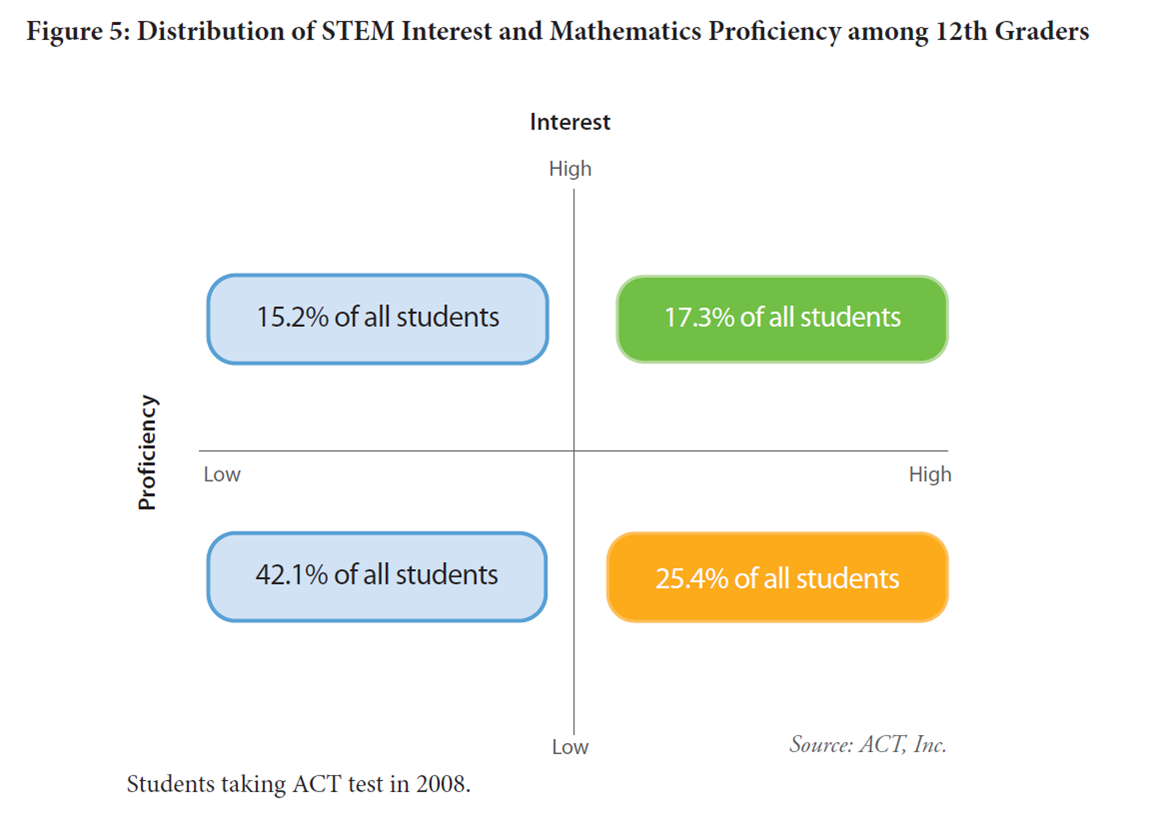 Figure 5: Distribution of STEM Interest and Mathematics Proficiency among 12th Graders
Interest
High
15.2% of all students
17.3% of all students
Proficiency
Low
High
42.1% of all students
25.4% of all students
Low
Source: ACT, Inc.
Students taking ACT test in 2008.